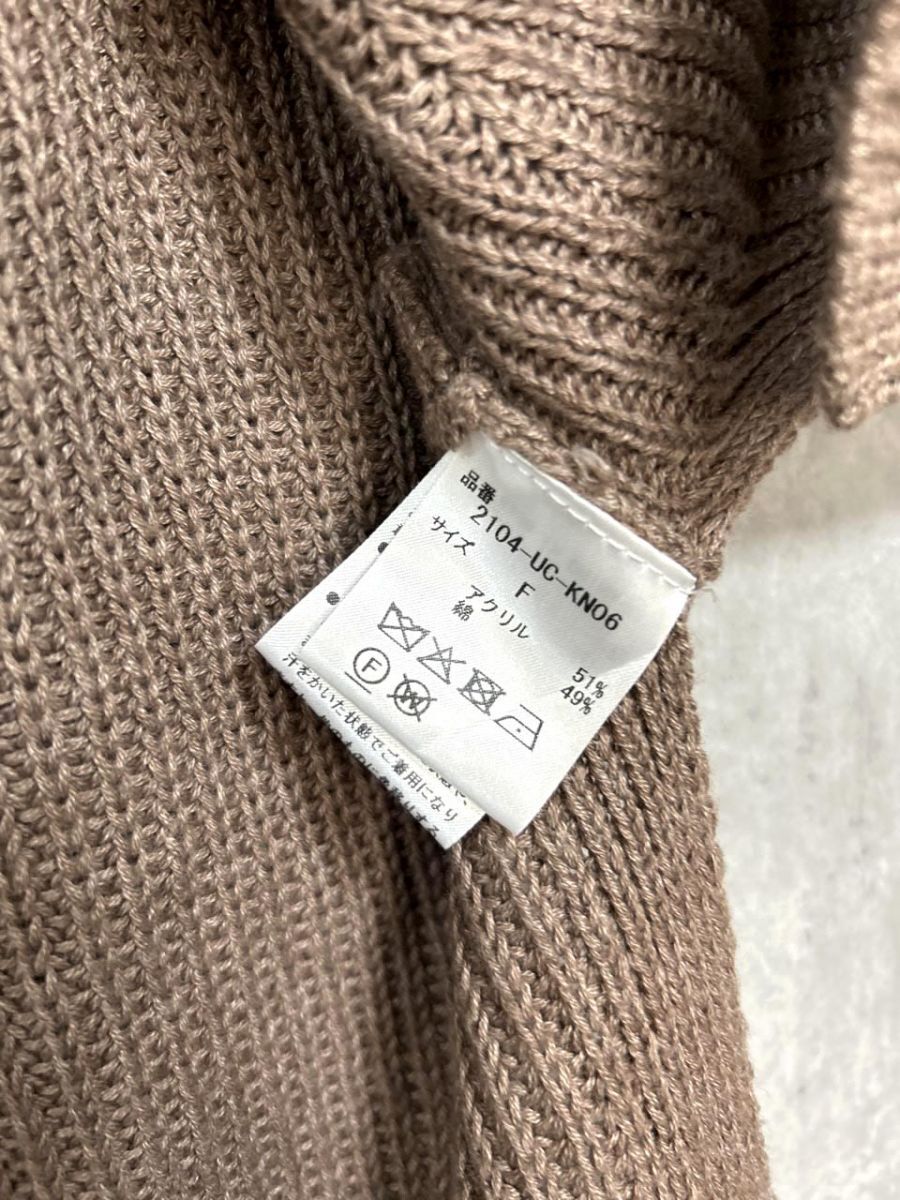 品番
2104-UC-KN06
サイズ
F
アクリル 51%
綿 49%
F W
汗をかいた状態でご着用になり